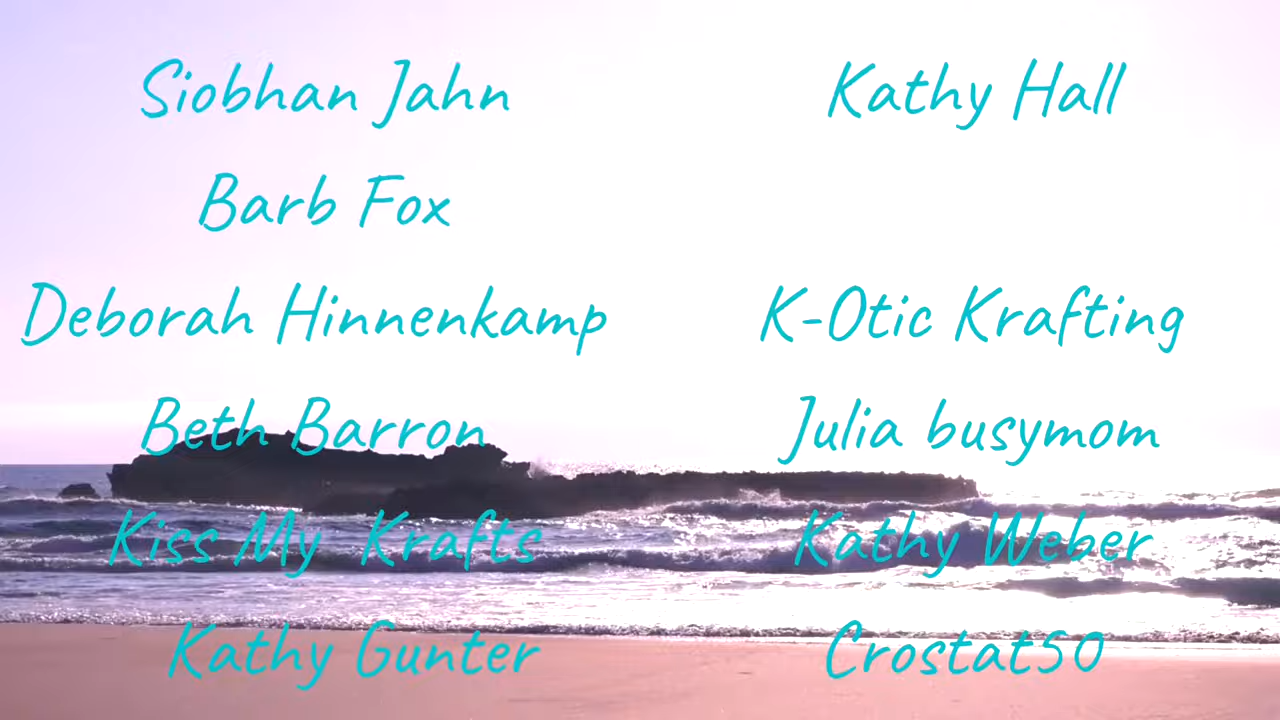 Siobhan Jahn
Kathy Hall
Barb Fox
Deborah Hinnenkamp
K-Otic Krafting
Beth Barron
Julia busymom
Kiss My Krafts
Kathy Weber
Kathy Gunter
Crostat50